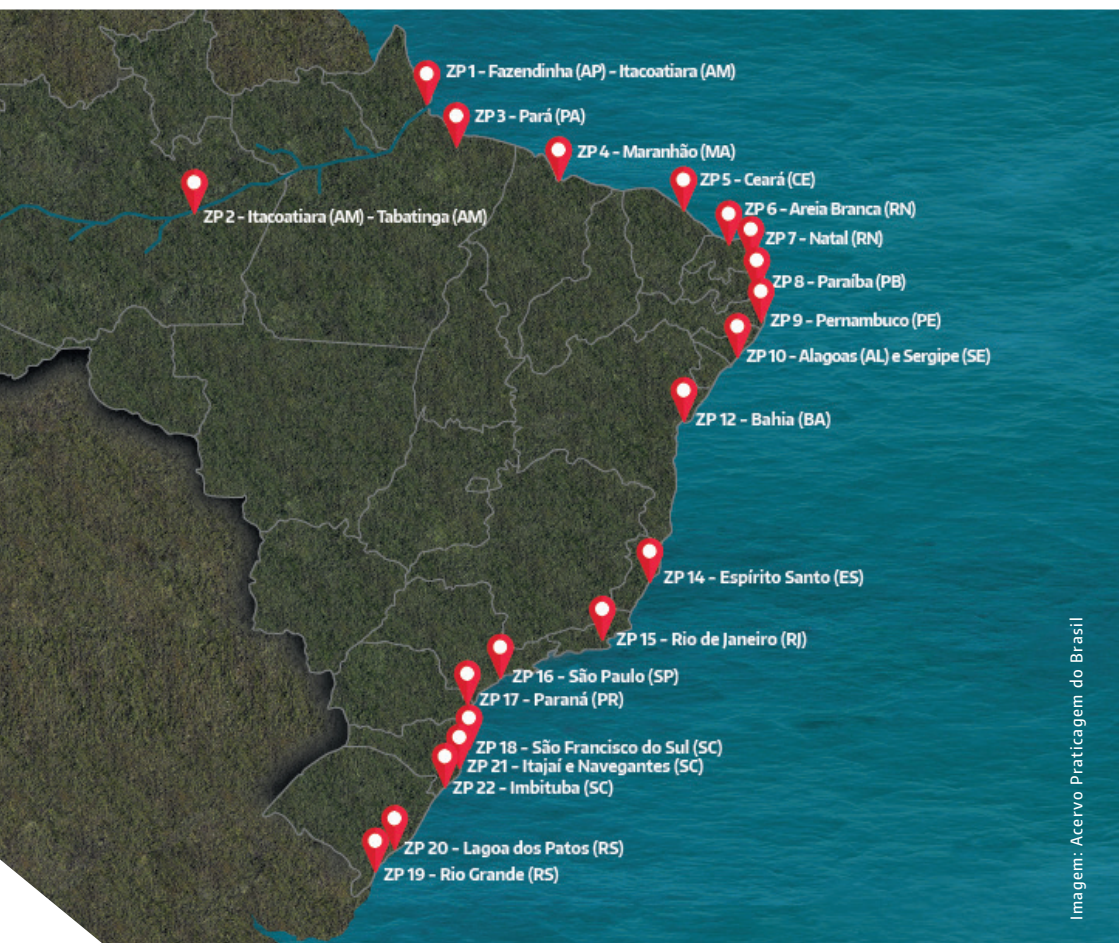 ZP 1 - Fazendinha (AP) - Itacoatiara (AM)
ZP 3 - Pará (PA)
ZP 4 - Maranhão (MA)
ZP 5 - Ceará (CE)
ZP 6 - Areia Branca (RN)
ZP 2 - Itacoatiara (AM) - Tabatinga (AM)
ZP 7 - Natal (RN)
ZP 8 - Paraíba (PB)
ZP 9 - Pernambuco (PE)
ZP 10 - Alagoas (AL) e Sergipe (SE)
ZP 12 - Bahia (BA)
ZP 14 - Espírito Santo (ES)
ZP 15 - Rio de Janeiro (RJ)
ZP 16 - São Paulo (SP)
ZP 17 - Paraná (PR)
ZP 18 - São Francisco do Sul (SC)
ZP 21 - Itajaí e Navegantes (SC)
ZP 22 - Imbituba (SC)
ZP 20 - Lagoa dos Patos (RS)
ZP 19 - Rio Grande (RS)
Imagem: Acervo Praticagem do Brasil